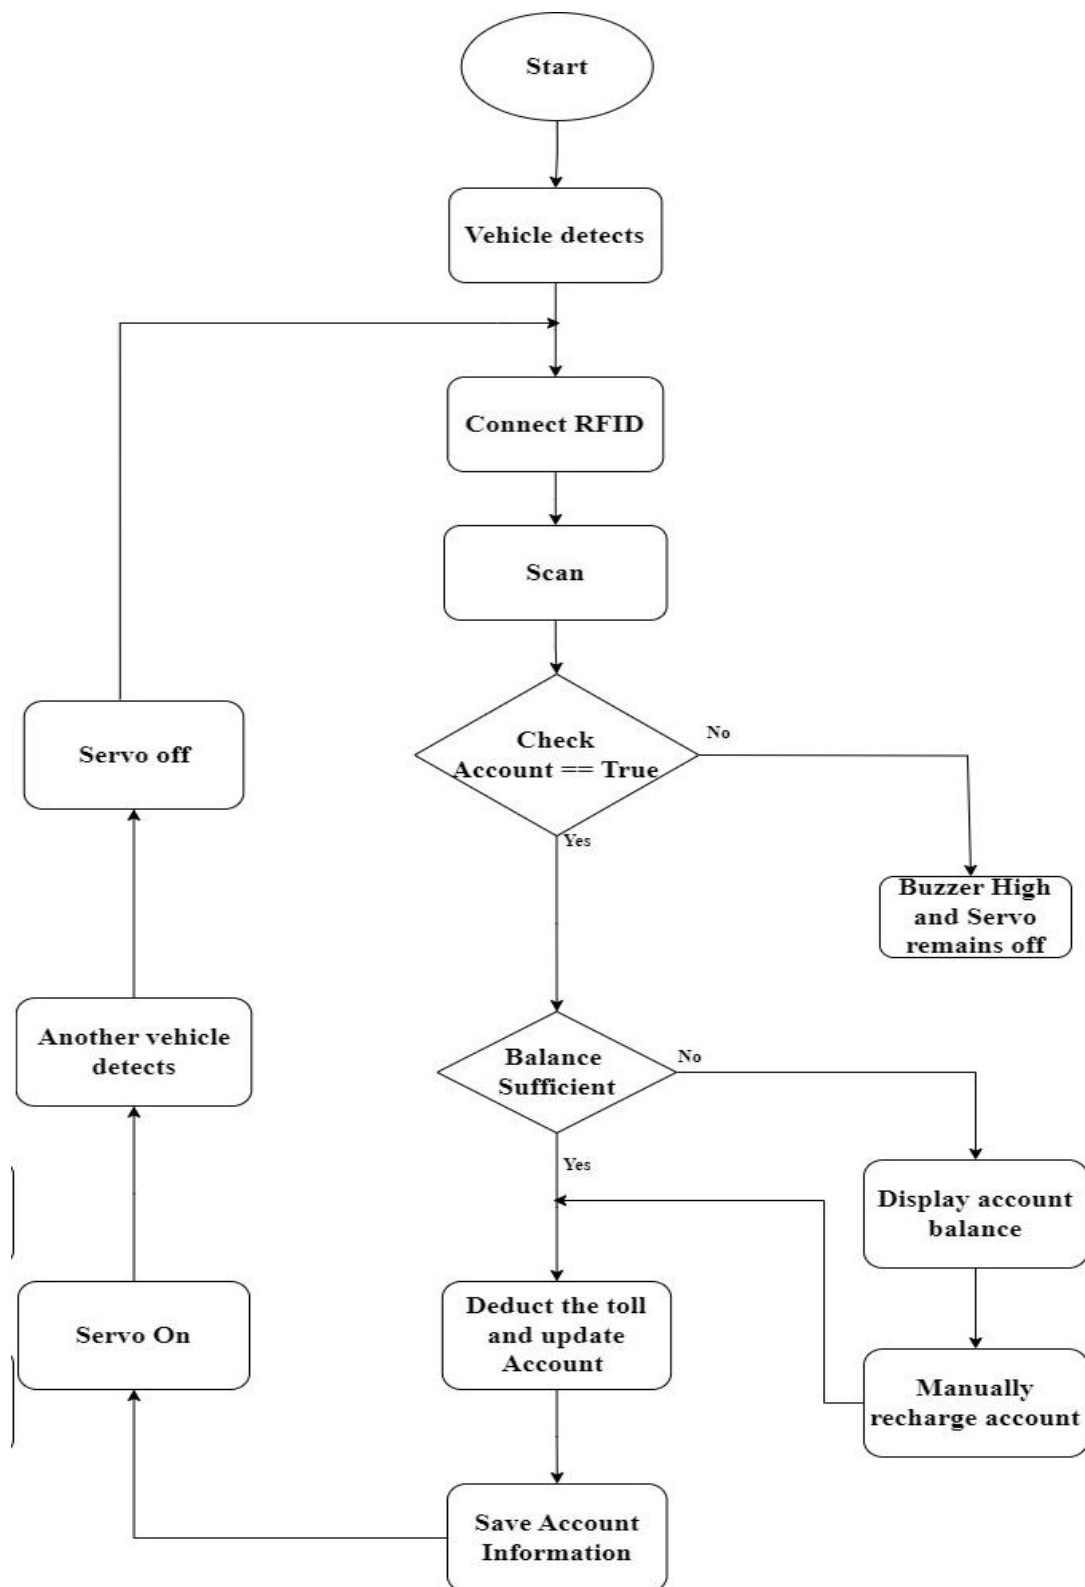 Start
Vehicle detects
Connect RFID
Scan
Check
Account == True
No
Yes
Buzzer High
and Servo
remains off
Balance
Sufficient
No
Yes
Display account
balance
Manually
recharge account
Deduct the toll
and update
Account
Save Account
Information
Servo On
Another vehicle
detects
Servo off